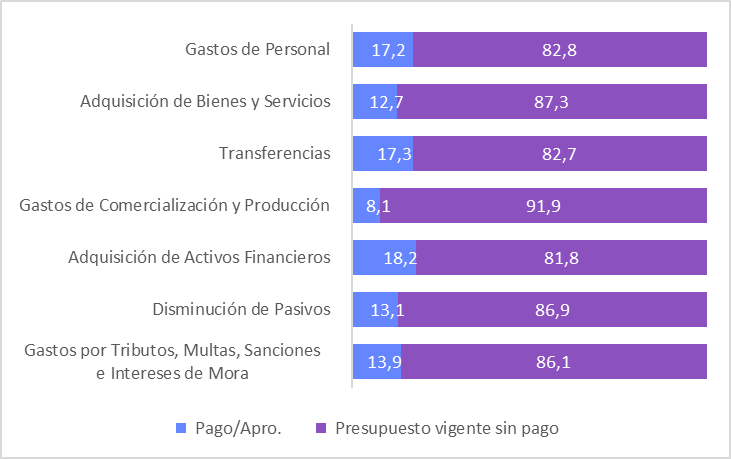 Gastos de Personal 17,2 82,8
Adquisición de Bienes y Servicios 12,7 87,3
Transferencias 17,3 82,7
Gastos de Comercialización y Producción 8,1 91,9
Adquisición de Activos Financieros 18,2 81,8
Disminución de Pasivos 13,1 86,9
Gastos por Tributos, Multas, Sanciones
e Intereses de Mora 13,9 86,1
Pago/Apro. Presupuesto vigente sin pago